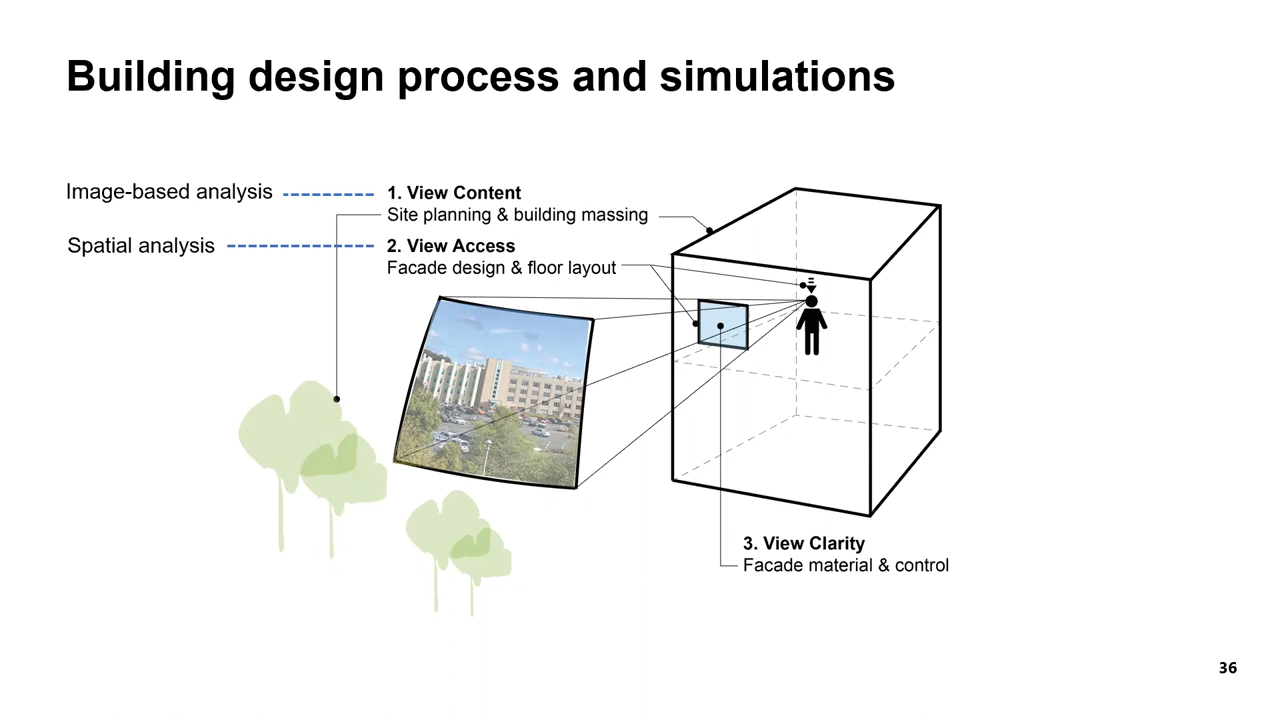 Building design process and simulations
Image-based analysis
1. View Content
Site planning & building massing
Spatial analysis
2. View Access
Facade design & floor layout
3. View Clarity
Facade material & control
36